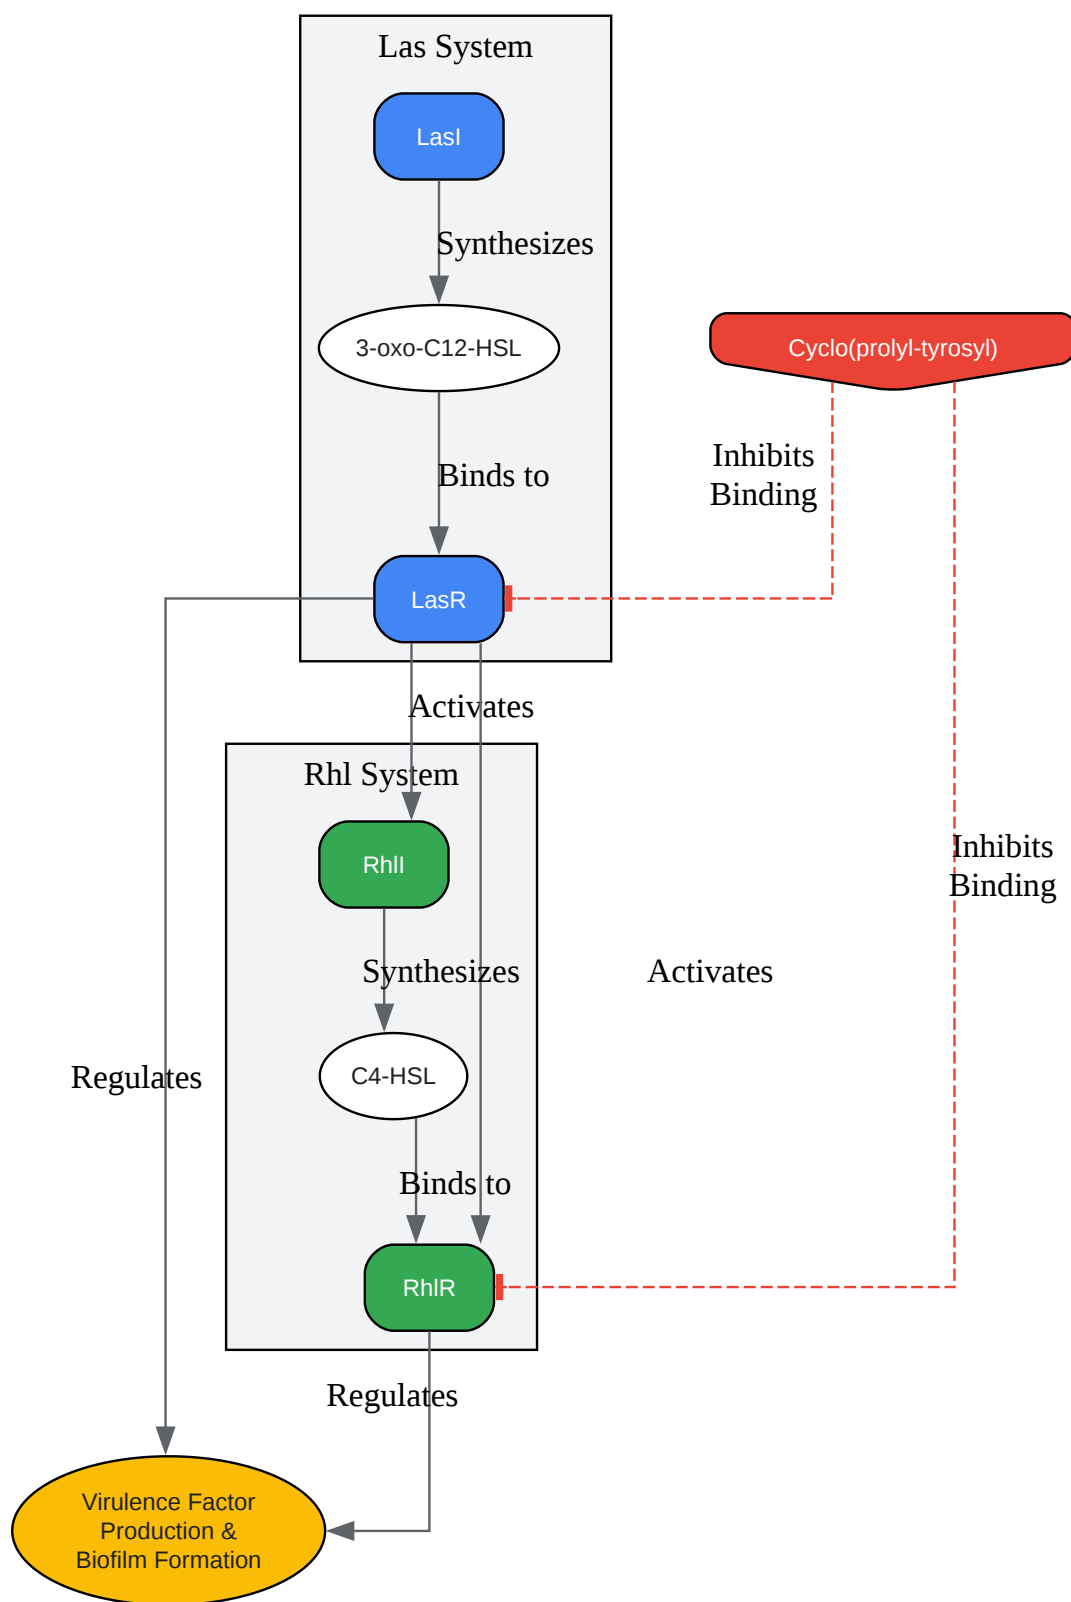 Las System
LasI
Synthesizes
3-oxo-C12-HSL
Cyclo(prolyl-tyrosyl)
Binds to
Inhibits
Binding
LasR
Activates
Rhl System
RhlI
Inhibits
Binding
Synthesizes
Activates
C4-HSL
Regulates
Binds to
RhlR
Regulates
Virulence Factor
Production &
Biofilm Formation